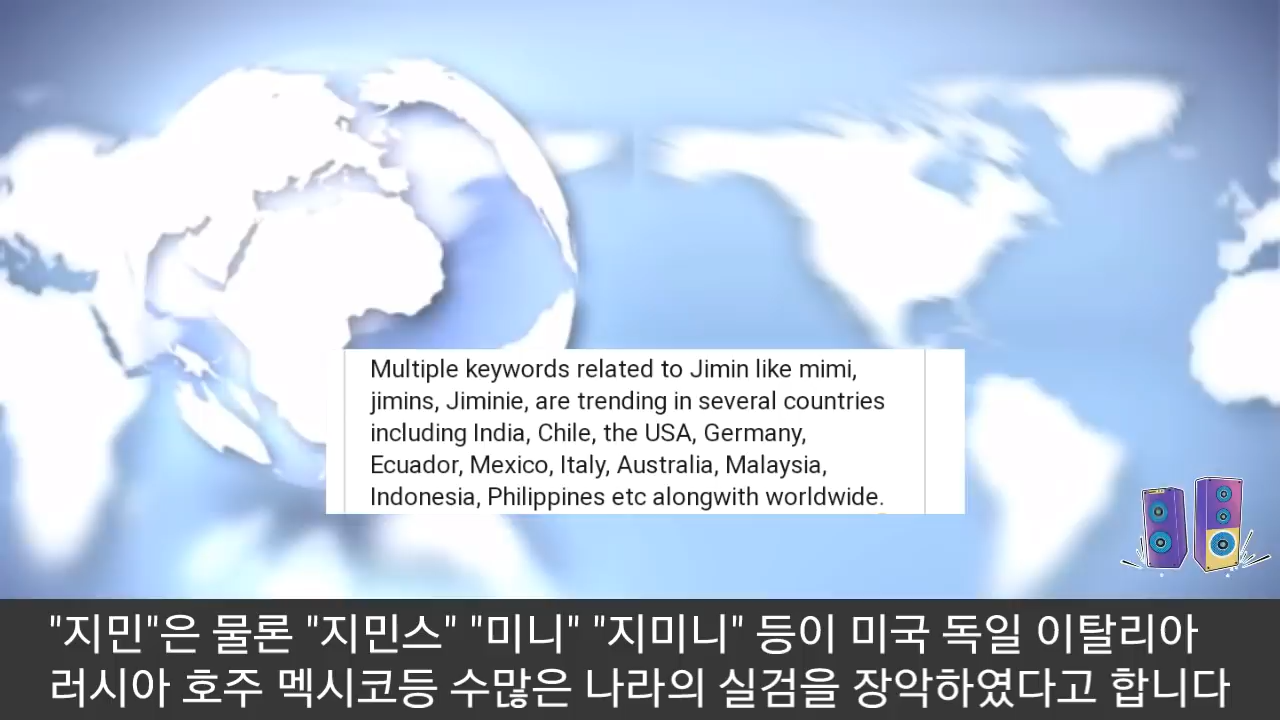 Multiple keywords related to Jimin like mimi,
jimins, Jiminie, are trending in several countries
including India, Chile, the USA, Germany,
Ecuador, Mexico, Italy, Australia, Malaysia,
Indonesia, Philippines etc alongwith worldwide.
"지민"은 물론 "지민스" "미니" "지미니" 등이 미국 독일 이탈리아
러시아 호주 멕시코등 수많은 나라의 실검을 장악하였다고 합니다